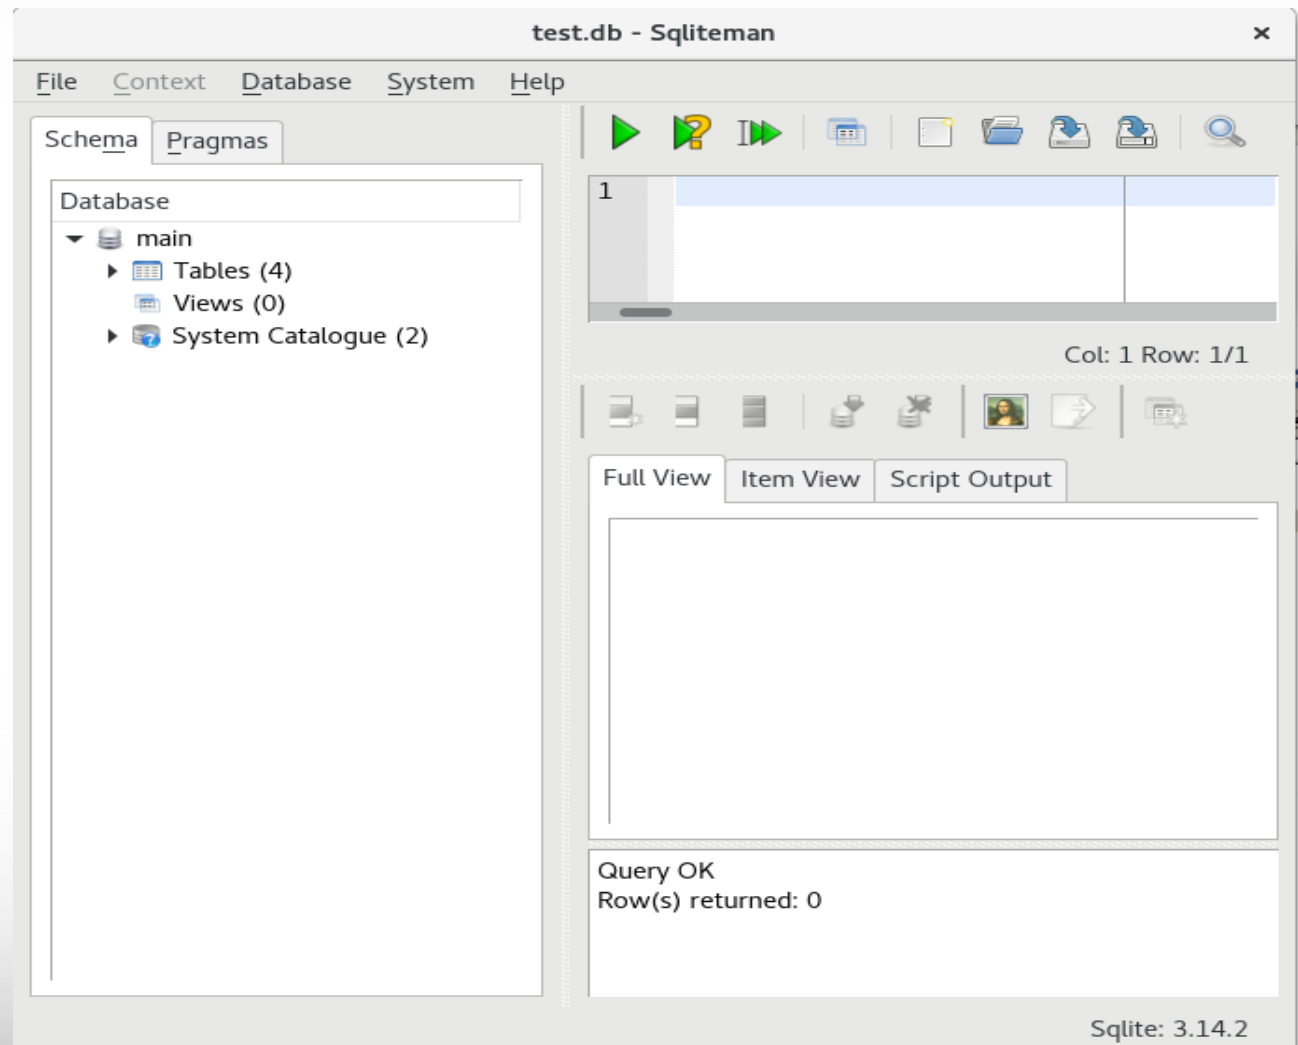 test.db - Sqliteman
File Context Database System Help
Schema Pragmas
Database
main
Tables (4)
Views (0)
System Catalogue (2)
1
Col: 1 Row: 1/1
Full View Item View Script Output
Query OK
Row(s) returned: 0
Sqlite: 3.14.2